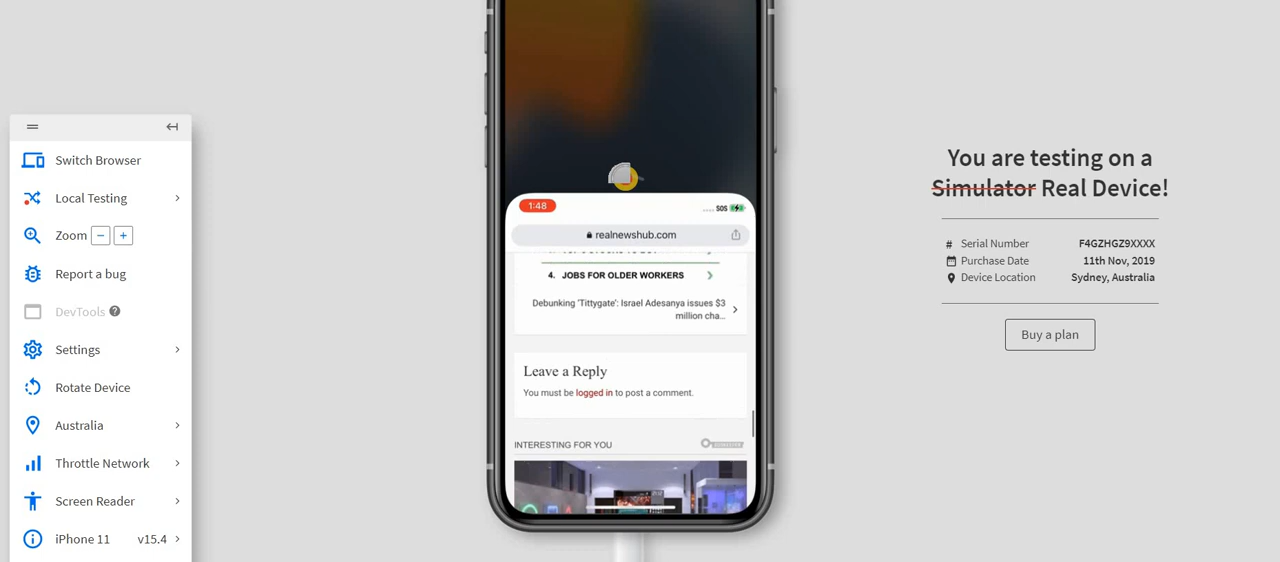 Switch Browser
Local Testing
Zoom - +
Report a bug
DevTools ?
Settings
Rotate Device
Australia
Throttle Network
Screen Reader
iPhone 11 v15.4
1:48
SOS
realnewshub.com
4. JOBS FOR OLDER WORKERS
Debunking 'Tittygate': Israel Adesanya issues $3
million cha...
Leave a Reply
You must be logged in to post a comment.
INTERESTING FOR YOU
You are testing on a
Simulator Real Device!
# Serial Number F4GZHGZ9XXXX
Purchase Date 11th Nov, 2019
Device Location Sydney, Australia
Buy a plan